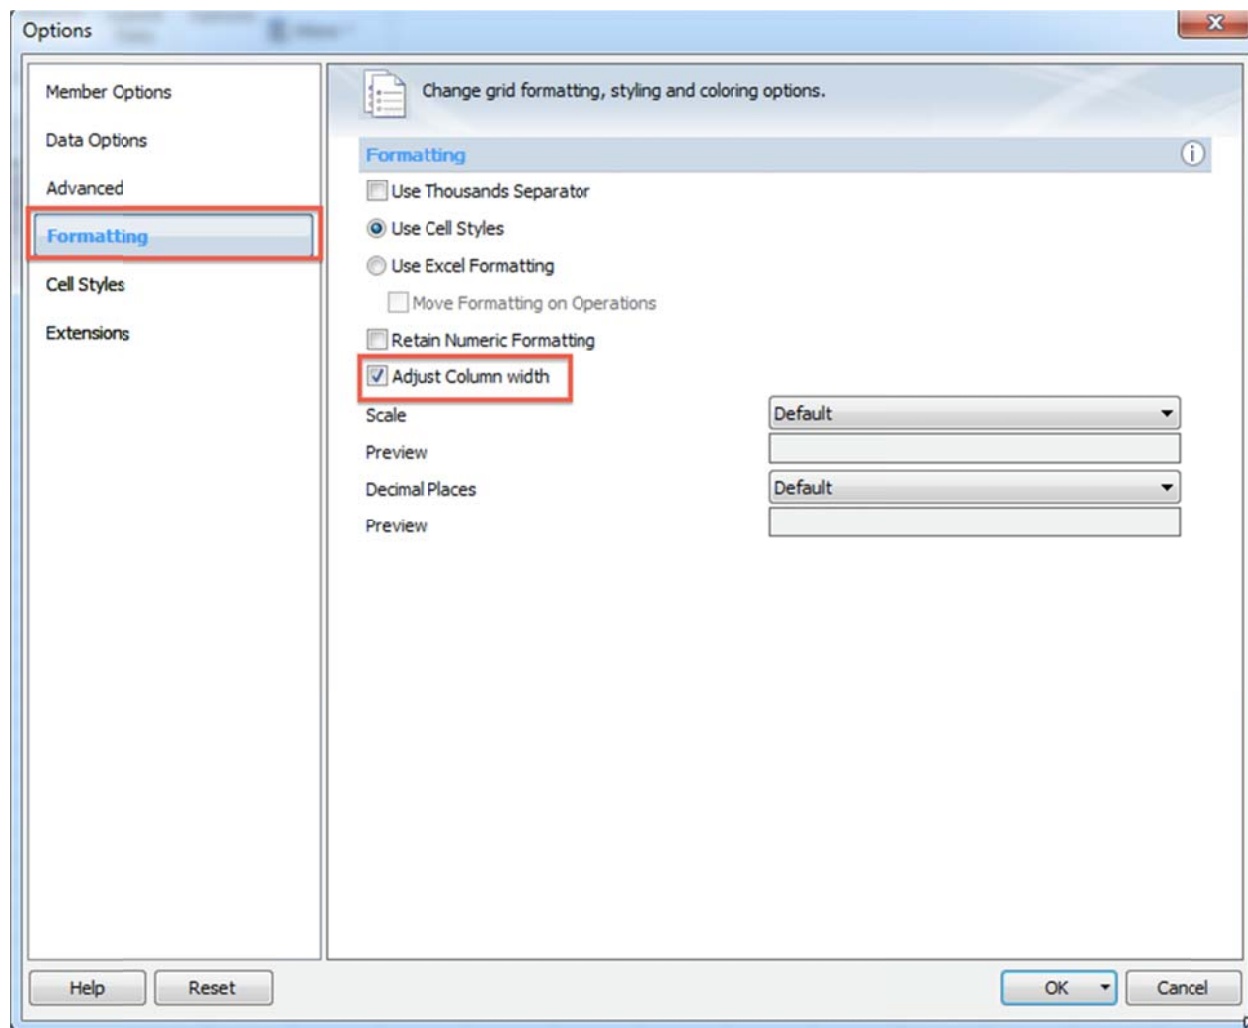 Options
Member Options
Data Options
Advanced
Formatting
Cell Styles
Extensions
Change grid formatting, styling and coloring options.
Formatting
Use Thousands Separator
Use Cell Styles
Use Excel Formatting
Move Formatting on Operations
Retain Numeric Formatting
Adjust Column width
Scale Default
Preview
Decimal Places Default
Preview
Help Reset OK Cancel